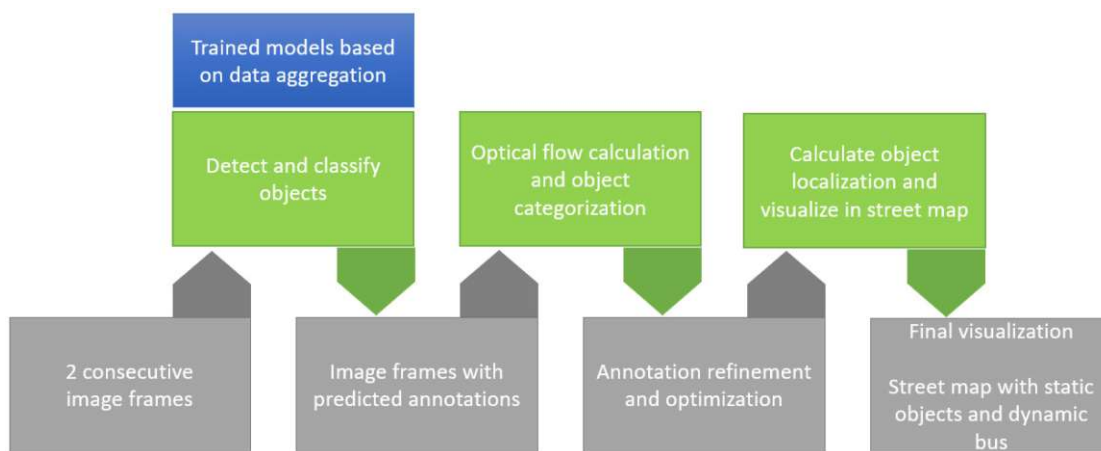 Trained models based
on data aggregation
Detect and classify
objects
Optical flow calculation
and object
categorization
Calculate object
localization and
visualize in street map
2 consecutive
image frames
Image frames with
predicted annotations
Annotation refinement
and optimization
Final visualization
Street map with static
objects and dynamic
bus